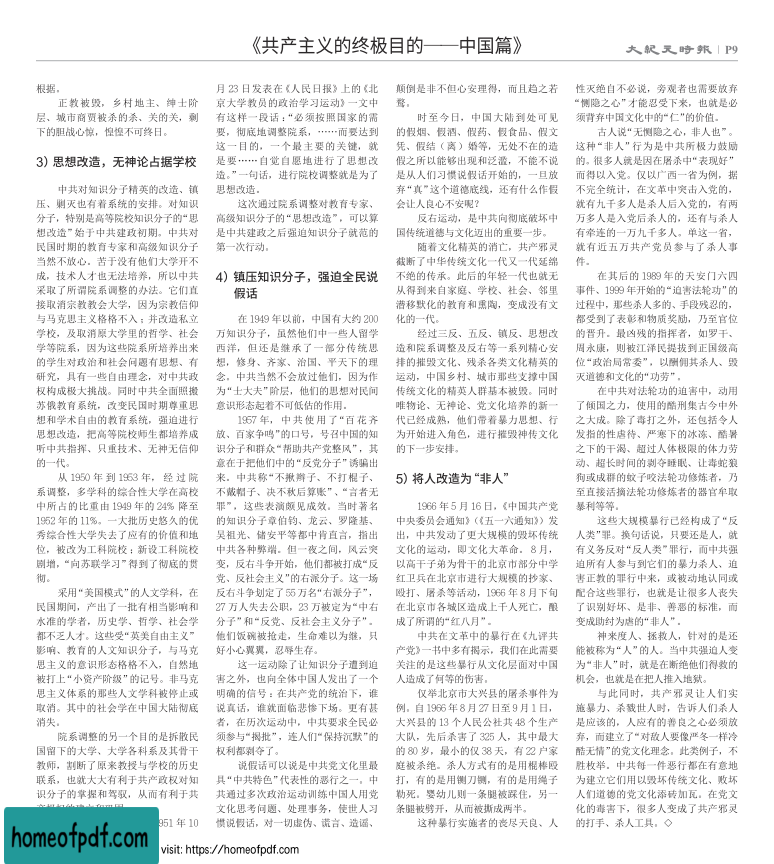 《共产主义的终极目的——中国篇》
大紀元時報 | P9
根据。
正教被毁，乡村地主、绅士阶
层、城市商贾被杀的杀、关的关，剩
下的胆战心惊，惶惶不可终日。
3）思想改造，无神论占据学校
中共对知识分子精英的改造、镇
压、剿灭也有着系统的安排。对知识
分子，特别是高等院校知识分子的“思
想改造”始于中共建政初期。中共对
民国时期的教育专家和高级知识分子
当然不放心。苦于没有他们大学开不
成，技术人才也无法培养，所以中共
采取了所谓院系调整的办法。它们直
接取消宗教教会大学，因为宗教信仰
与马克思主义格格不入；并改造私立
学校，及取消原大学里的哲学、社会
学等院系，因为这些院系所培养出来
的学生对政治和社会问题有思想、有
研究，具有一些自由理念，对中共政
权构成极大挑战。同时中共全面照搬
苏俄教育系统，改变民国时期尊重思
想和学术自由的教育系统，强迫进行
思想改造，把高等院校师生都培养成
听中共指挥、只重技术、无神无信仰
的一代。
从 1950 年到 1953 年，经过院
系调整，多学科的综合性大学在高校
中所占的比重由 1949 年的 24% 降至
1952 年的 11%。一大批历史悠久的优
秀综合性大学失去了应有的价值和地
位，被改为工科院校；新设工科院校
剧增，“向苏联学习”得到了彻底的贯
彻。
采用“美国模式”的人文学科，在
民国期间，产出了一批有相当影响和
水准的学者，历史学、哲学、社会学
都不乏人才。这些受“英美自由主义”
影响、教育的人文知识分子，与马克
思主义的意识形态格格不入，自然地
被打上“小资产阶级”的记号。非马克
思主义体系的那些人文学科被停止或
取消。其中的社会学在中国大陆彻底
消失。
院系调整的另一个目的是拆散民
国留下的大学、大学各科系及其骨干
教师，割断了原来教授与学校的历史
联系，也就大大有利于共产政权对知
识分子的掌握和驾驭，从而有利于共
951 年 10
月 23 日发表在《人民日报》上的《北
京大学教员的政治学习运动》一文中
有这样一段话：“必须按照国家的需
要，彻底地调整院系，……而要达到
这一目的，一个最主要的关键，就
是要……自觉自愿地进行了思想改
造。”一句话，进行院校调整就是为了
思想改造。
这次通过院系调整对教育专家、
高级知识分子的“思想改造”，可以算
是中共建政之后强迫知识分子就范的
第一次行动。
4）镇压知识分子，强迫全民说
假话
在 1949 年以前，中国有大约 200
万知识分子，虽然他们中一些人留学
西洋，但还是继承了一部分传统思
想，修身、齐家、治国、平天下的理
念。中共当然不会放过他们，因为作
为“士大夫”阶层，他们的思想对民间
意识形态起着不可低估的作用。
1957 年，中共使用了“百花齐
放、百家争鸣”的口号，号召中国的知
识分子和群众“帮助共产党整风”，其
意在于把他们中的“反党分子”诱骗出
来。中共称“不揪辫子、不打棍子、
不戴帽子、决不秋后算账”、“言者无
罪”，这些表演颇见成效。当时著名
的知识分子章伯钧、龙云、罗隆基、
吴祖光、储安平等都中肯直言，指出
中共各种弊端。但一夜之间，风云突
变，反右斗争开始，他们都被打成“反
党、反社会主义”的右派分子。这一场
反右斗争划定了 55 万名“右派分子”，
27 万人失去公职，23 万被定为“中右
分子”和“反党、反社会主义分子”。
他们饭碗被抢走，生命难以为继，只
好小心翼翼，忍辱生存。
这一运动除了让知识分子遭到迫
害之外，也向全体中国人发出了一个
明确的信号：在共产党的统治下，谁
说真话，谁就面临悲惨下场。更有甚
者，在历次运动中，中共要求全民必
须参与“揭批”，连人们“保持沉默”的
权利都剥夺了。
说假话可以说是中共党文化里最
具“中共特色”代表性的恶行之一。中
共通过多次政治运动训练中国人用党
文化思考问题、处理事务，使世人习
惯说假话，对一切虚伪、谎言、造谣、
颠倒是非不但心安理得，而且趋之若
鹜。
时至今日，中国大陆到处可见
的假烟、假酒、假药、假食品、假文
凭、假结（离）婚等，无处不在的造
假之所以能够出现和泛滥，不能不说
是从人们习惯说假话开始的，一旦放
弃“真”这个道德底线，还有什么作假
会让人良心不安呢？
反右运动，是中共向彻底破坏中
国传统道德与文化迈出的重要一步。
随着文化精英的消亡，共产邪灵
截断了中华传统文化一代又一代延绵
不绝的传承。此后的年轻一代也就无
从得到来自家庭、学校、社会、邻里
潜移默化的教育和熏陶，变成没有文
化的一代。
经过三反、五反、镇反、思想改
造和院系调整及反右等一系列精心安
排的摧毁文化、残杀各类文化精英的
运动，中国乡村、城市那些支撑中国
传统文化的精英人群基本被毁。同时
唯物论、无神论、党文化培养的新一
代已经成熟，他们带着暴力思想、行
为开始进入角色，进行摧毁神传文化
的下一步安排。
5）将人改造为“非人”
1966 年 5 月 16 日，《中国共产党
中央委员会通知》（《五一六通知》）发
出，中共发动了更大规模的毁坏传统
文化的运动，即文化大革命。 8 月，
以高干子弟为骨干的北京市部分中学
红卫兵在北京市进行大规模的抄家、
殴打、屠杀等活动，1966 年 8 月下旬
在北京市各城区造成上千人死亡，酿
成了所谓的“红八月”。
中共在文革中的暴行在《九评共
产党》一书中多有揭示，我们在此需要
关注的是这些暴行从文化层面对中国
人造成了何等的伤害。
仅举北京市大兴县的屠杀事件为
例。自 1966 年 8 月 27 日至 9 月 1 日，
大兴县的 13 个人民公社共 48 个生产
大队，先后杀害了 325 人，其中最大
的 80 岁，最小的仅 38 天，有 22 户家
庭被杀绝。杀人方式有的是用棍棒殴
打，有的是用铡刀铡，有的是用绳子
勒死。婴幼儿则一条腿被踩住，另一
条腿被劈开，从而被撕成两半。
这种暴行实施者的丧尽天良、人
性灭绝自不必说，旁观者也需要放弃
“恻隐之心”才能忍受下来，也就是必
须背弃中国文化中的“仁”的价值。
古人说“无恻隐之心，非人也”。
这种“非人”行为是中共所极力鼓励
的。很多人就是因在屠杀中“表现好”
而得以入党。仅以广西一省为例，据
不完全统计，在文革中突击入党的，
就有九千多人是杀人后入党的，有两
万多人是入党后杀人的，还有与杀人
有牵连的一万九千多人。单这一省，
就有近五万共产党员参与了杀人事
件。
在其后的 1989 年的天安门六四
事件、1999 年开始的“迫害法轮功”的
过程中，那些杀人多的、手段残忍的，
都受到了表彰和物质奖励，乃至官位
的晋升。最凶残的指挥者，如罗干、
周永康，则被江泽民提拔到正国级高
位“政治局常委”，以酬佣其杀人、毁
灭道德和文化的“功劳”。
在中共对法轮功的迫害中，动用
了倾国之力，使用的酷刑集古今中外
之大成。除了毒打之外，还包括令人
发指的性虐待、严寒下的冰冻、酷暑
之下的干渴、超过人体极限的体力劳
动、超长时间的剥夺睡眠、让毒蛇狼
狗或成群的蚊子咬法轮功修炼者，乃
至直接活摘法轮功修炼者的器官牟取
暴利等等。
这些大规模暴行已经构成了“反
人类”罪。换句话说，只要还是人，就
有义务反对“反人类”罪行，而中共强
迫所有人参与到它们的暴力杀人、迫
害正教的罪行中来，或被动地认同或
配合这些罪行，也就是让很多人丧失
了识别好坏、是非、善恶的标准，而
变成助纣为虐的“非人”。
神来度人、拯救人，针对的是还
能被称为“人”的人。当中共强迫人变
为“非人”时，就是在断绝他们得救的
机会，也就是在把人推入地狱。
与此同时，共产邪灵让人们实
施暴力、杀戮世人时，告诉人们杀人
是应该的，人应有的善良之心必须放
弃，而建立了“对敌人要像严冬一样冷
酷无情”的党文化理念。此类例子，不
胜枚举。中共每一件恶行都在有意地
为建立它们用以毁坏传统文化、败坏
人们道德的党文化添砖加瓦。在党文
化的毒害下，很多人变成了共产邪灵
的打手、杀人工具。◇
homeofpdf.com
visit: https://homeofpdf.com